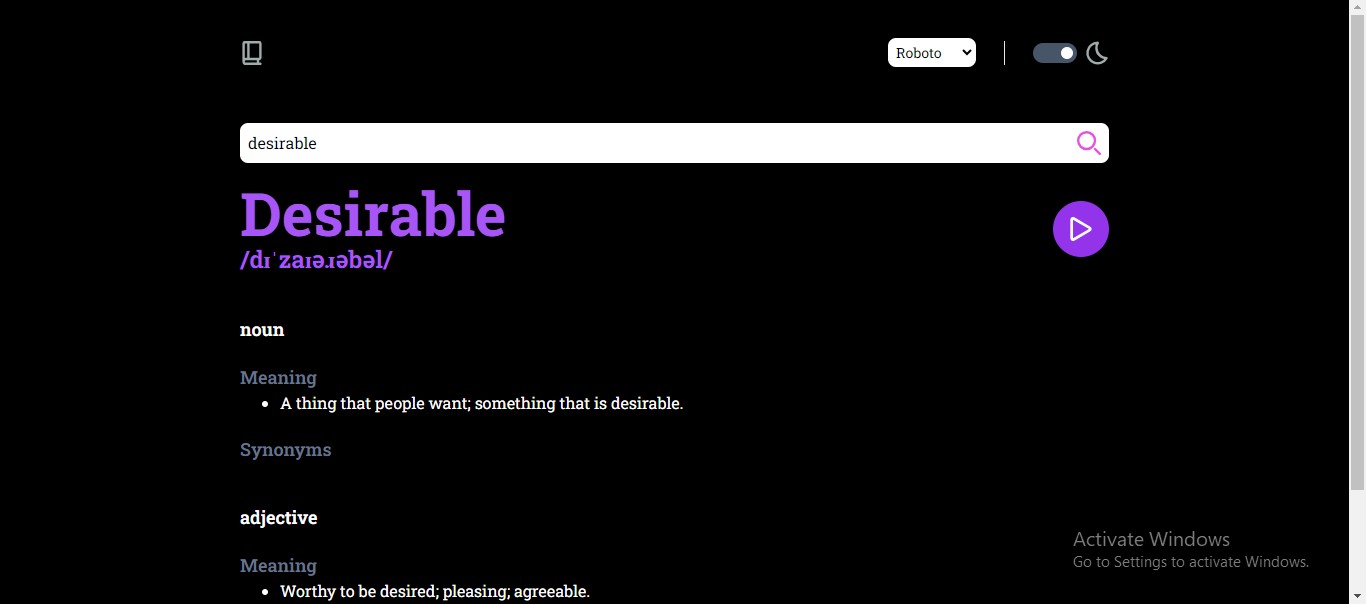 Roboto
desirable
Desirable
/dɪˈzaɪə.ɹəbəl/
noun
Meaning
A thing that people want; something that is desirable.
Synonyms
adjective
Meaning
Worthy to be desired; pleasing; agreeable.
Activate Windows
Go to Settings to activate Windows.